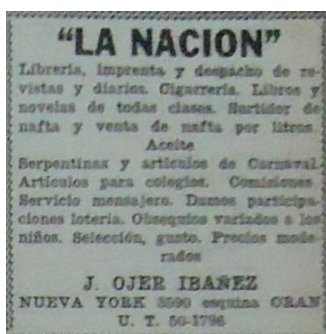 “LA NACION”
Librería, imprenta y despacho de re-
vistas y diarios. Cigarrería. Libros y
novelas de todas clases. Surtidor de
nafta y venta de nafta por litros.
Aceite
Serpentinas y artículos de Carnaval.
Artículos para colegios. Comisiones
Servicio mensajero. Damos participa-
ciones lotería. Obsequios variados a los
niños. Selección, gusto. Precios mode-
rados
J. OJER IBAÑEZ
NUEVA YORK 3590 esquina ORAN
U. T. 50-1796